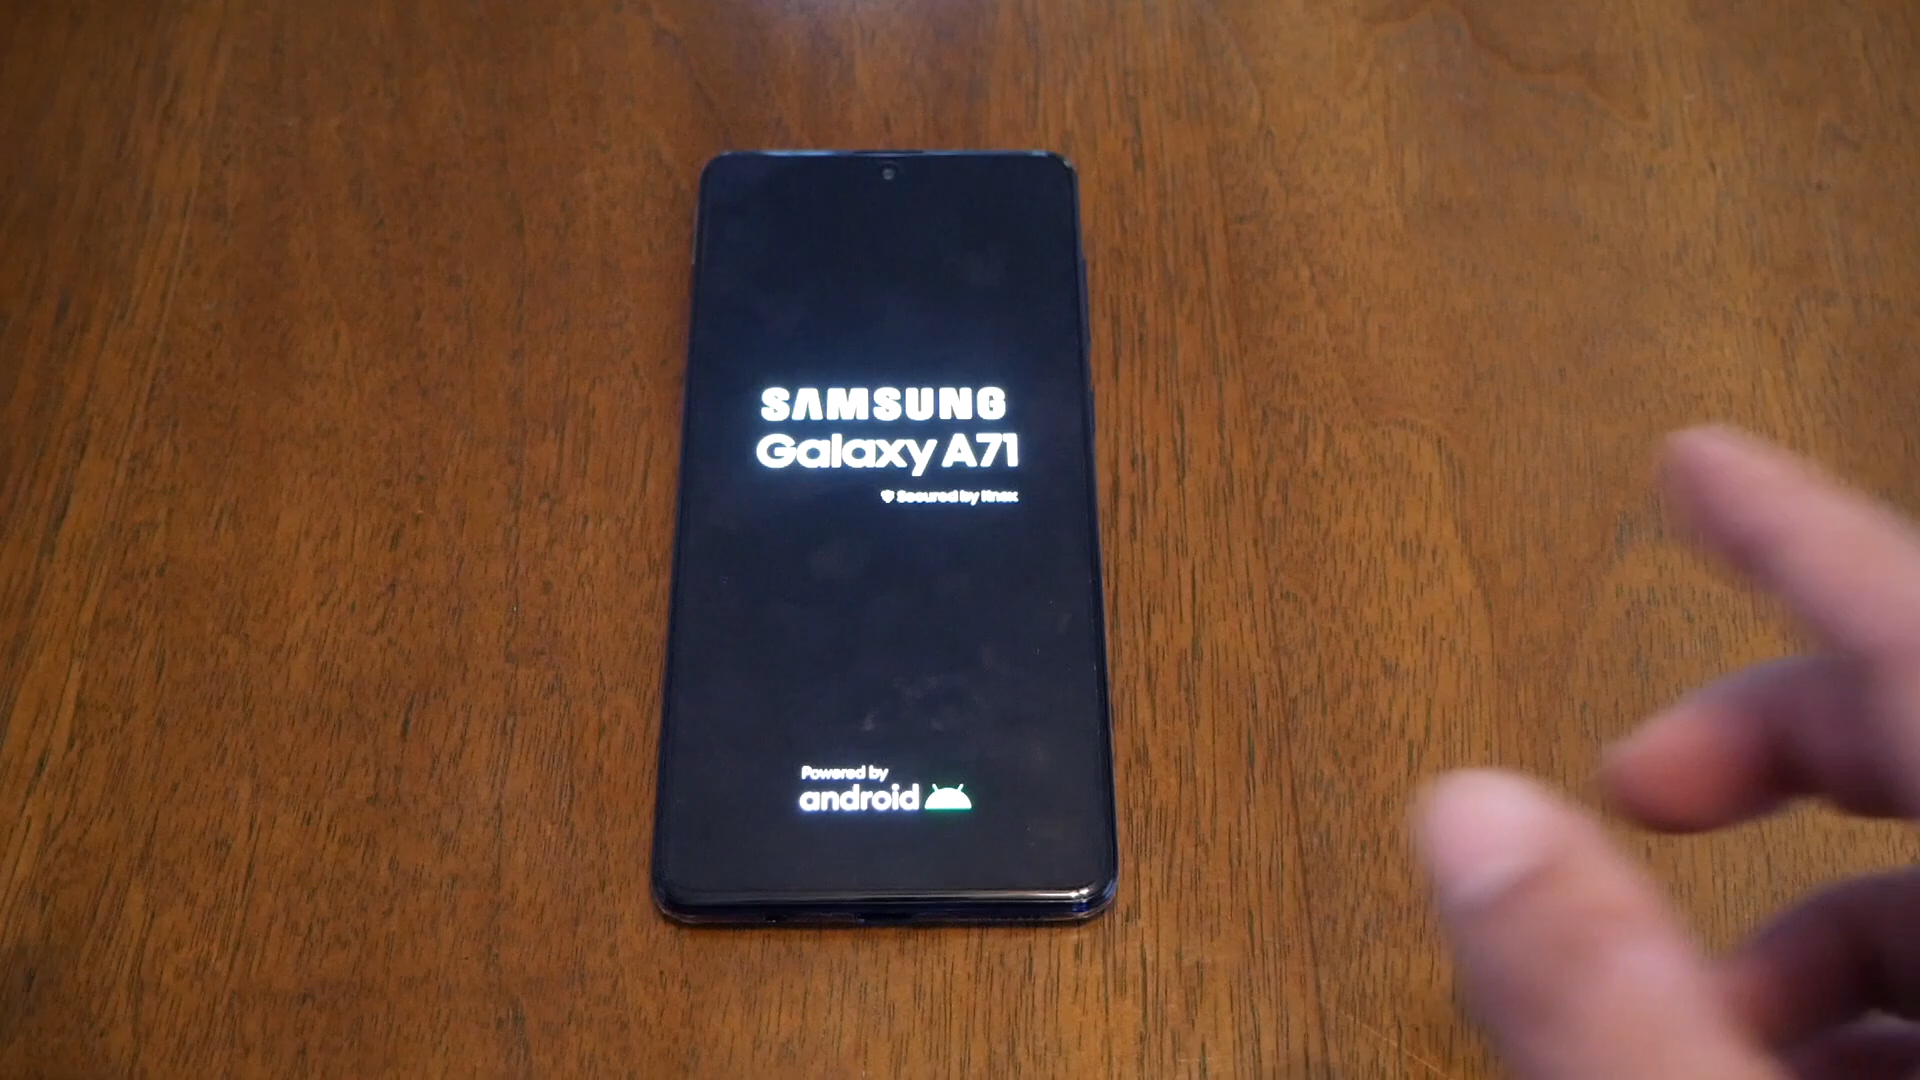 SAMSUNG
Galaxy A71
Secured by Knox
Powered by
android